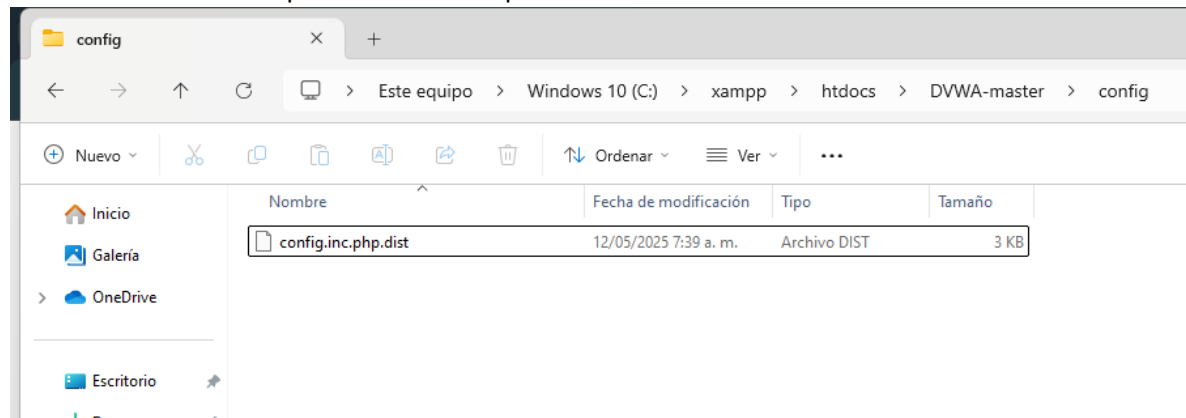 config
Este equipo > Windows 10 (C:) > xampp > htdocs > DVWA-master > config
Nuevo Ordenar Ver
Nombre Fecha de modificación Tipo Tamaño
config.inc.php.dist 12/05/2025 7:39 a. m. Archivo DIST 3 KB
Inicio
Galería
OneDrive
Escritorio